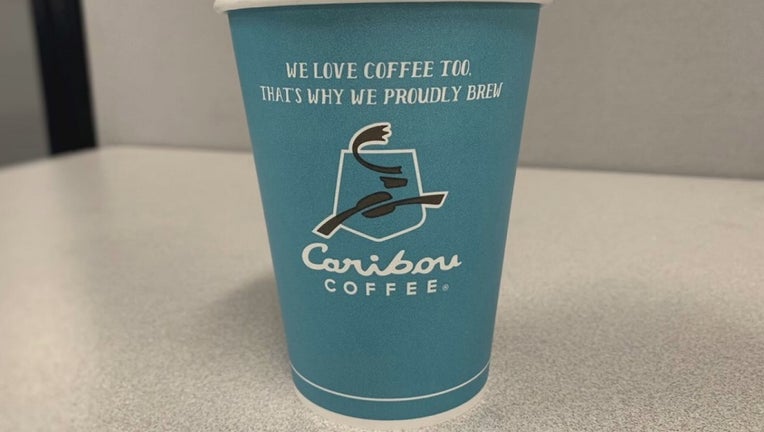 WE LOVE COFFEE TOO.
THAT'S WHY WE PROUDLY BREW
Caribou
COFFEE®